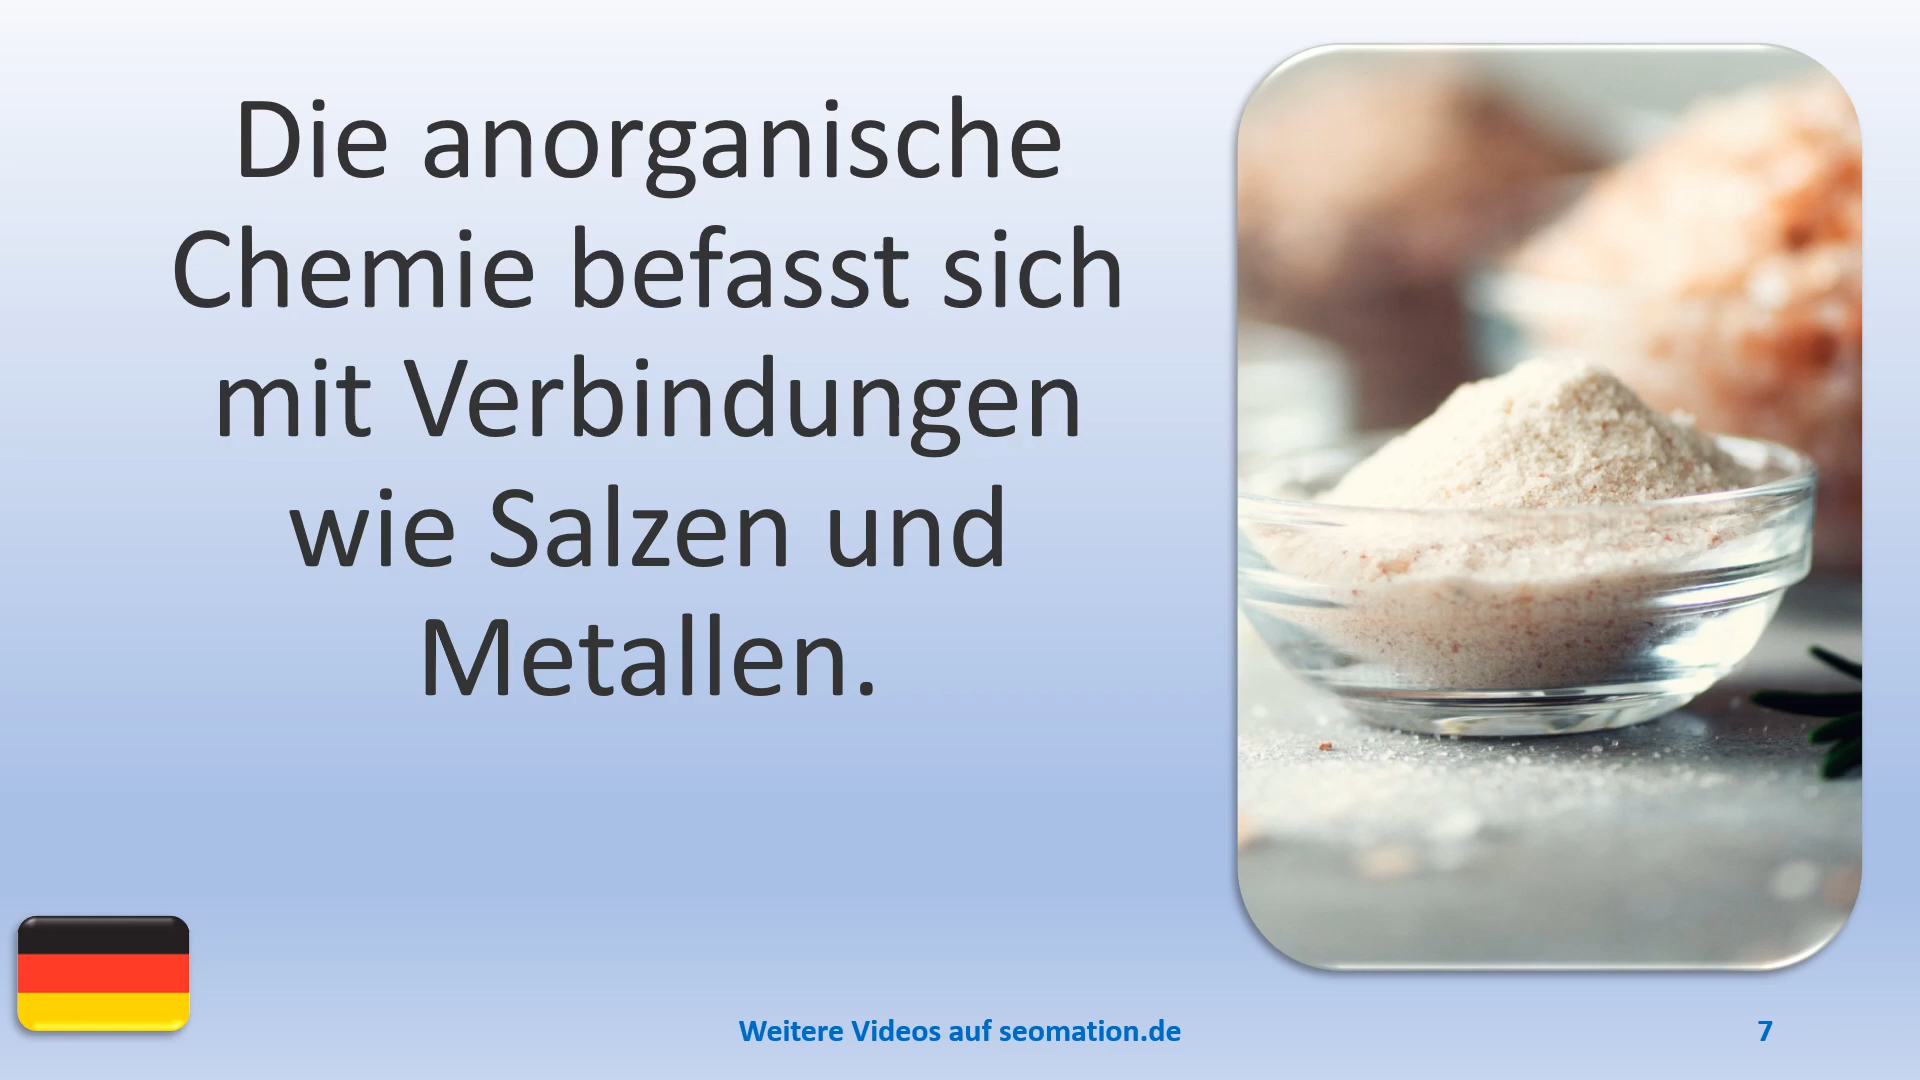 Die anorganische
Chemie befasst sich
mit Verbindungen
wie Salzen und
Metallen.
Weitere Videos auf seomation.de
7